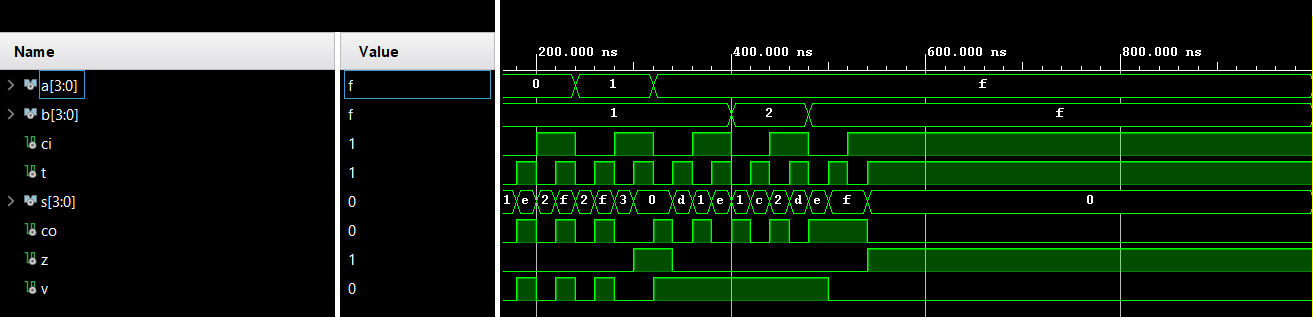 Name Value 200.000 ns 400.000 ns 600.000 ns 800.000 ns
a[3:0] f 0 1 f
b[3:0] f 1 2 f
ci 1
t 1
s[3:0] 0 1 e 2 f 2 f 3 0 d 1 e 1 c 2 d e f 0
co 0
z 1
v 0